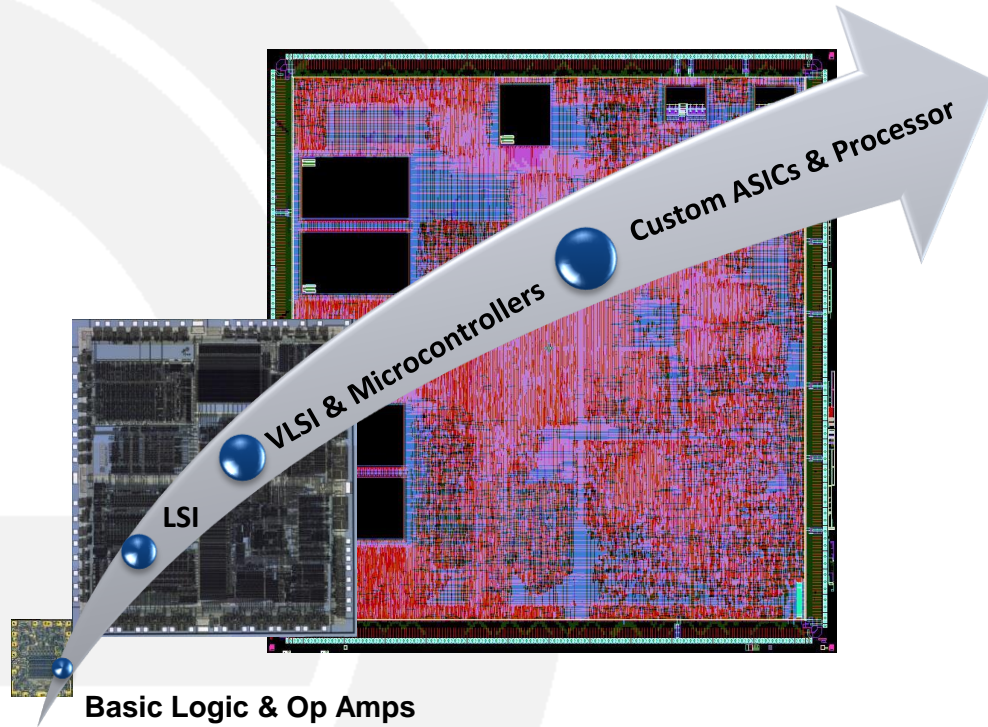 Custom ASICs & Processor
VLSI & Microcontrollers
LSI
Basic Logic & Op Amps